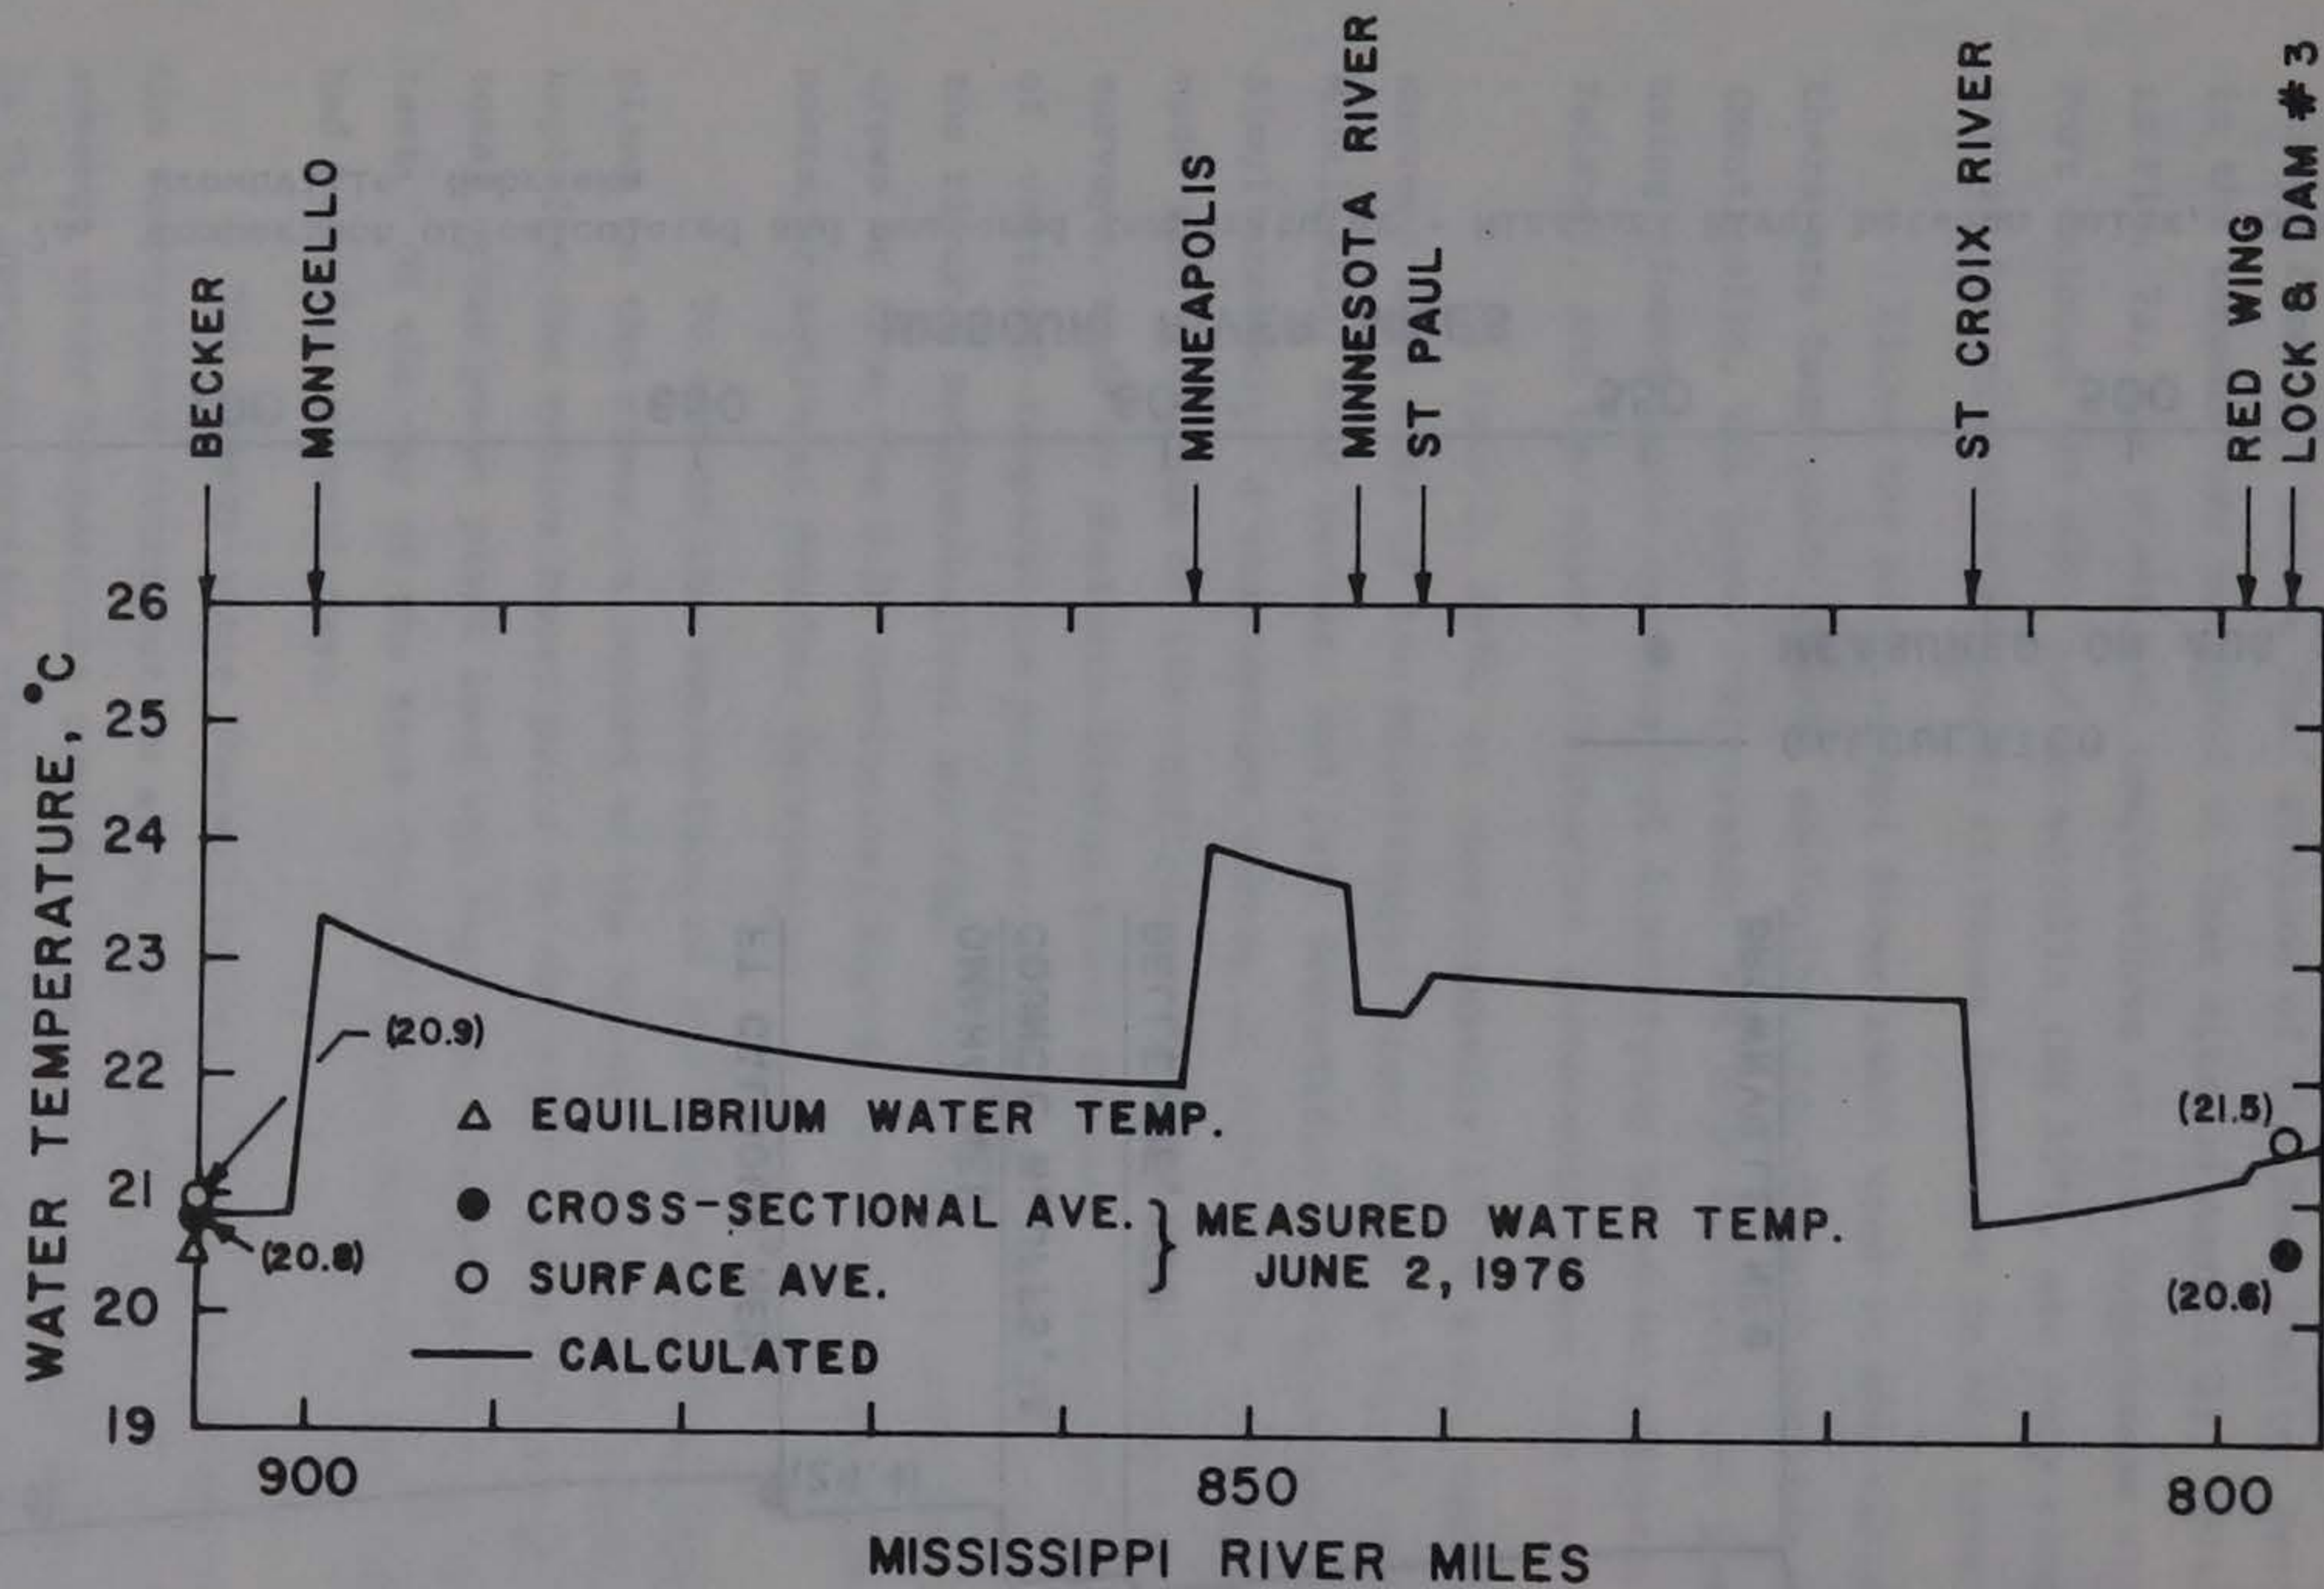 BECKER
MONTICELLO
MINNEAPOLIS
MINNESOTA RIVER
ST PAUL
ST CROIX RIVER
RED WING
LOCK & DAM #3
WATER TEMPERATURE, °C
26
25
24
23
22
21
20
19
(20.9)
(20.8)
(21.5)
(20.6)
△ EQUILIBRIUM WATER TEMP.
● CROSS-SECTIONAL AVE. } MEASURED WATER TEMP.
○ SURFACE AVE. JUNE 2, 1976
CALCULATED
900 850 800
MISSISSIPPI RIVER MILES